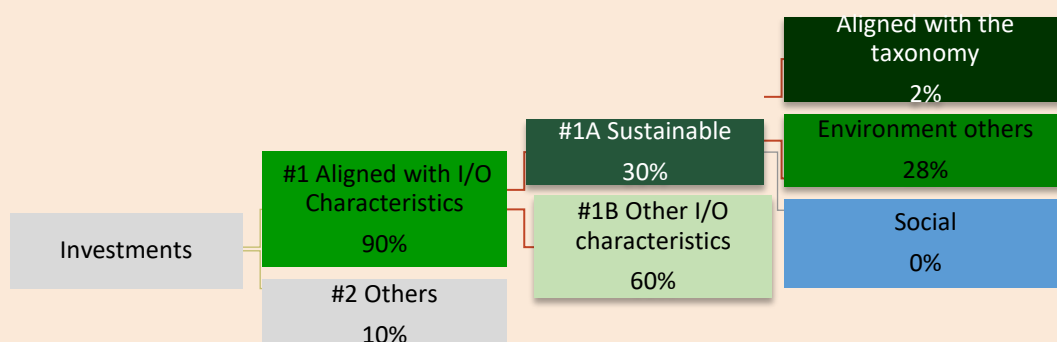 Investments
#1 Aligned with I/O
Characteristics
90%
#2 Others
10%
#1A Sustainable
30%
#1B Other I/O
characteristics
60%
Aligned with the
taxonomy
2%
Environment others
28%
Social
0%